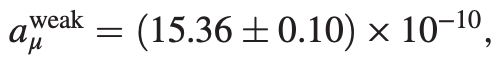 a_μ^weak = (15.36 ± 0.10) × 10^−10,